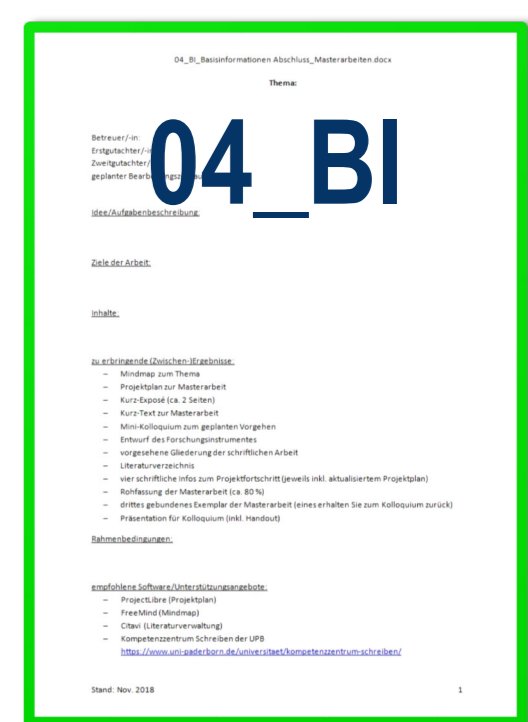 04_BI_Basisinformationen Abschluss_Masterarbeiten.docx
Thema:
04_BI
Betreuer/-in:
Erstgutachter/-in
Zweitgutachter/
geplanter
Idee/Aufgabenbeschreibung:
Ziele der Arbeit:
Inhalte:
zu erbringende (Zwischen-)Ergebnisse:
– Mindmap zum Thema
– Projektplan zur Masterarbeit
– Kurz-Exposé (ca. 2 Seiten)
– Kurz-Text zur Masterarbeit
– Mini-Kolloquium zum geplanten Vorgehen
– Entwurf des Forschungsinstrumentes
– vorgesehene Gliederung der schriftlichen Arbeit
– Literaturverzeichnis
– vier schriftliche Infos zum Projektfortschritt (jeweils inkl. aktualisiertem Projektplan)
– Rohfassung der Masterarbeit (ca. 80 %)
– drittes gebundenes Exemplar der Masterarbeit (eines erhalten Sie zum Kolloquium zurück)
– Präsentation für Kolloquium (inkl. Handout)
Rahmenbedingungen:
empfohlene Software/Unterstützungsangebote:
– ProjectLibre (Projektplan)
– FreeMind (Mindmap)
– Citavi (Literaturverwaltung)
– Kompetenzzentrum Schreiben der UPB
https://www.uni-paderborn.de/universitaet/kompetenzzentrum-schreiben/
Stand: Nov. 2018 1